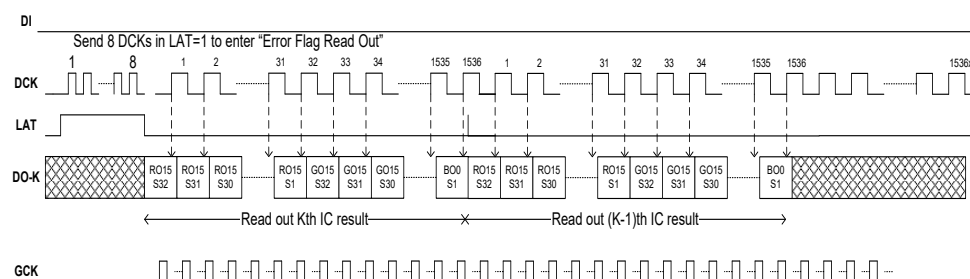 DI
Send 8 DCKs in LAT=1 to enter “Error Flag Read Out”
1 8 1 2 31 32 33 34 1535 1536 1 2 31 32 33 34 1535 1536
DCK
LAT
DO-K
RO15 RO15 RO15 RO15 GO15 GO15 GO15 BO0 RO15 RO15 RO15 RO15 GO15 GO15 GO15 BO0
S32 S31 S30 S1 S32 S31 S30 S1 S32 S31 S30 S1 S32 S31 S30 S1
Read out Kth IC result Read out (K-1)th IC result
GCK